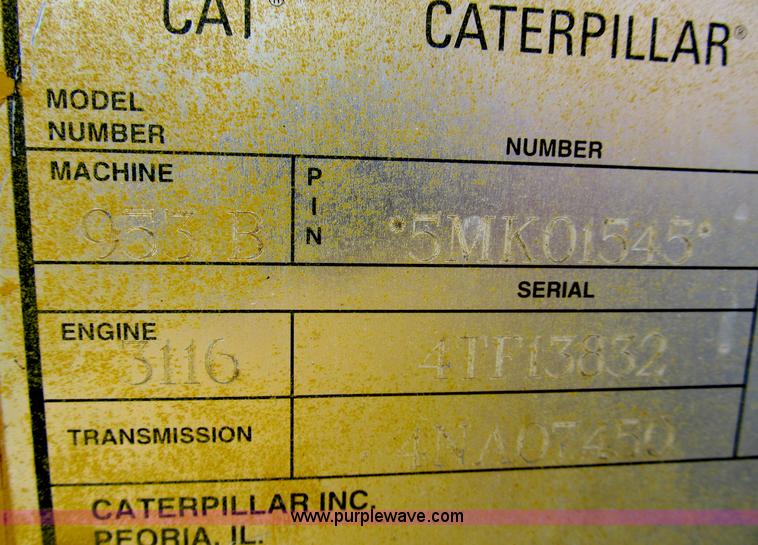 CAT® CATERPILLAR®
MODEL
NUMBER NUMBER
MACHINE PIN
953 B *5MK01545*
SERIAL
ENGINE
3116 4TF13832
TRANSMISSION 4NA07450
CATERPILLAR INC
PEORIA, IL.
www.purplewave.com